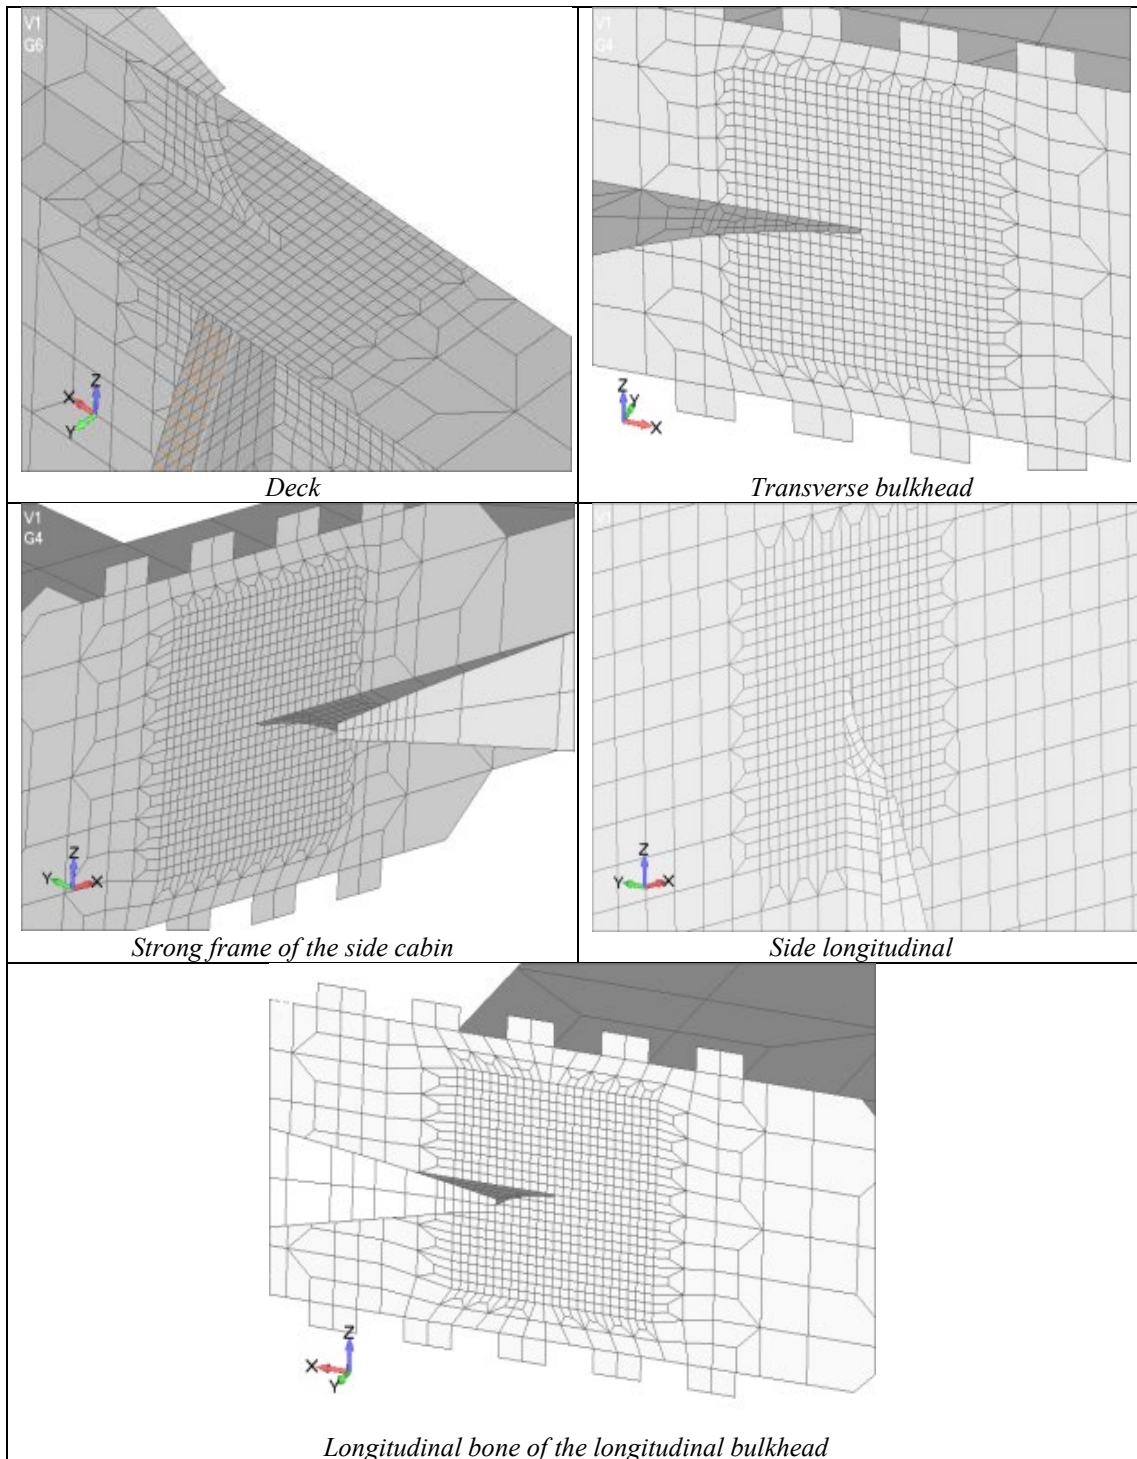 V1
G6
Z
X
Y
Deck
V1
G4
Z
Y
X
Transverse bulkhead
V1
G4
Z
Y
X
Strong frame of the side cabin
V1
Z
Y
X
Side longitudinal
Z
X
Y
Longitudinal bone of the longitudinal bulkhead